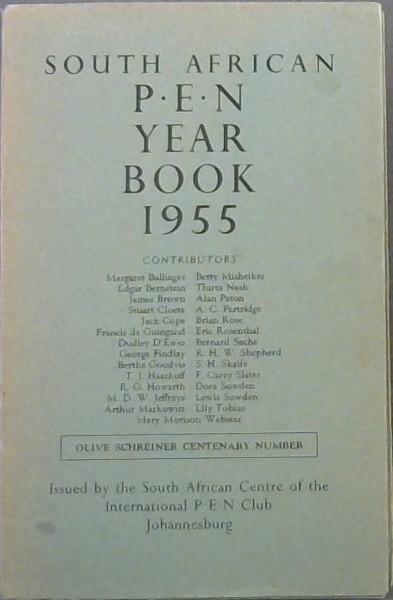 SOUTH AFRICAN
P·E·N
YEAR
BOOK
1955
CONTRIBUTORS
Margaret Ballinger Betty Misheiker
Edgar Bernstein Thirza Nash
James Brown Alan Paton
Stuart Cloete A. C. Partridge
Jack Cope Brian Rose
Francis de Guingand Eric Rosenthal
Dudley D'Ewes Bernard Sachs
George Findlay R. H. W. Shepherd
Bertha Goudvis S. H. Skaife
T. J. Haarhoff F. Carey Slater
R. G. Howarth Dora Sowden
M. D. W. Jeffreys Lewis Sowden
Arthur Markowitz Lily Tobias
Mary Morison Webster
OLIVE SCHREINER CENTENARY NUMBER
Issued by the South African Centre of the
International P·E·N Club
Johannesburg